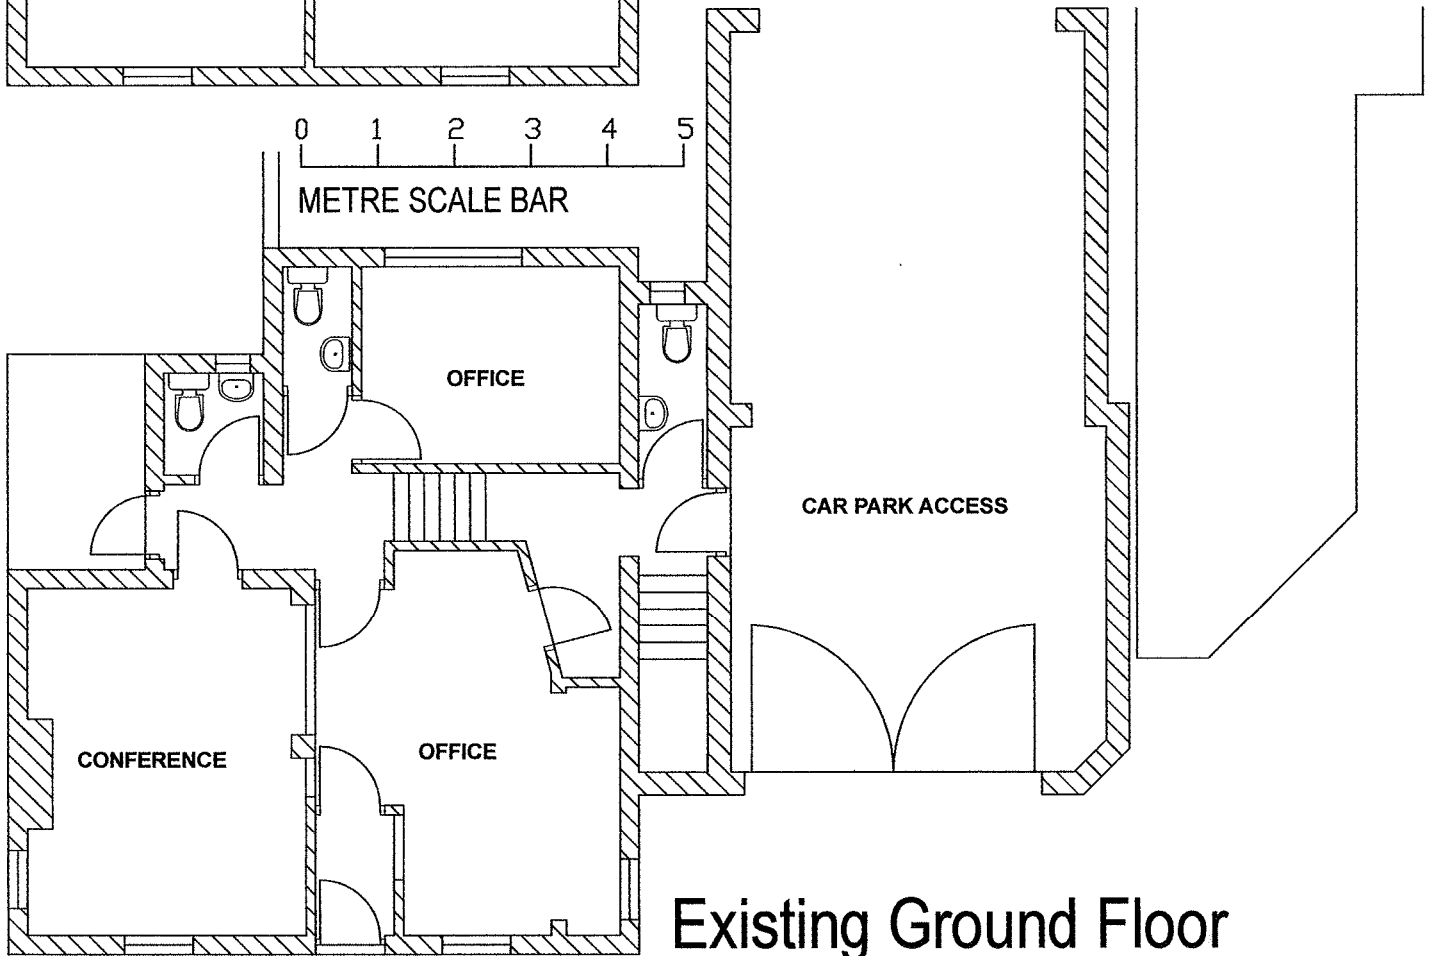 0 1 2 3 4 5
METRE SCALE BAR
OFFICE
CAR PARK ACCESS
CONFERENCE
OFFICE
Existing Ground Floor